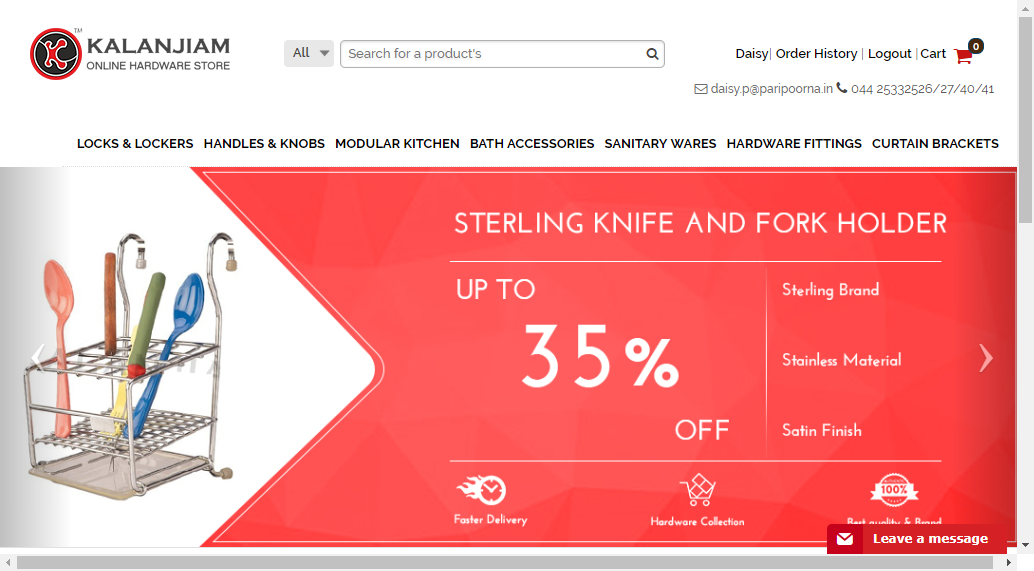 TM
KALANJIAM
ONLINE HARDWARE STORE
All
Search for a product's
Daisy| Order History | Logout | Cart 0
daisy.p@paripoorna.in 044 25332526/27/40/41
LOCKS & LOCKERS HANDLES & KNOBS MODULAR KITCHEN BATH ACCESSORIES SANITARY WARES HARDWARE FITTINGS CURTAIN BRACKETS
STERLING KNIFE AND FORK HOLDER
UP TO
35%
OFF
Sterling Brand
Stainless Material
Satin Finish
100%
Faster Delivery
Hardware Collection
Best quality & Brand
Leave a message